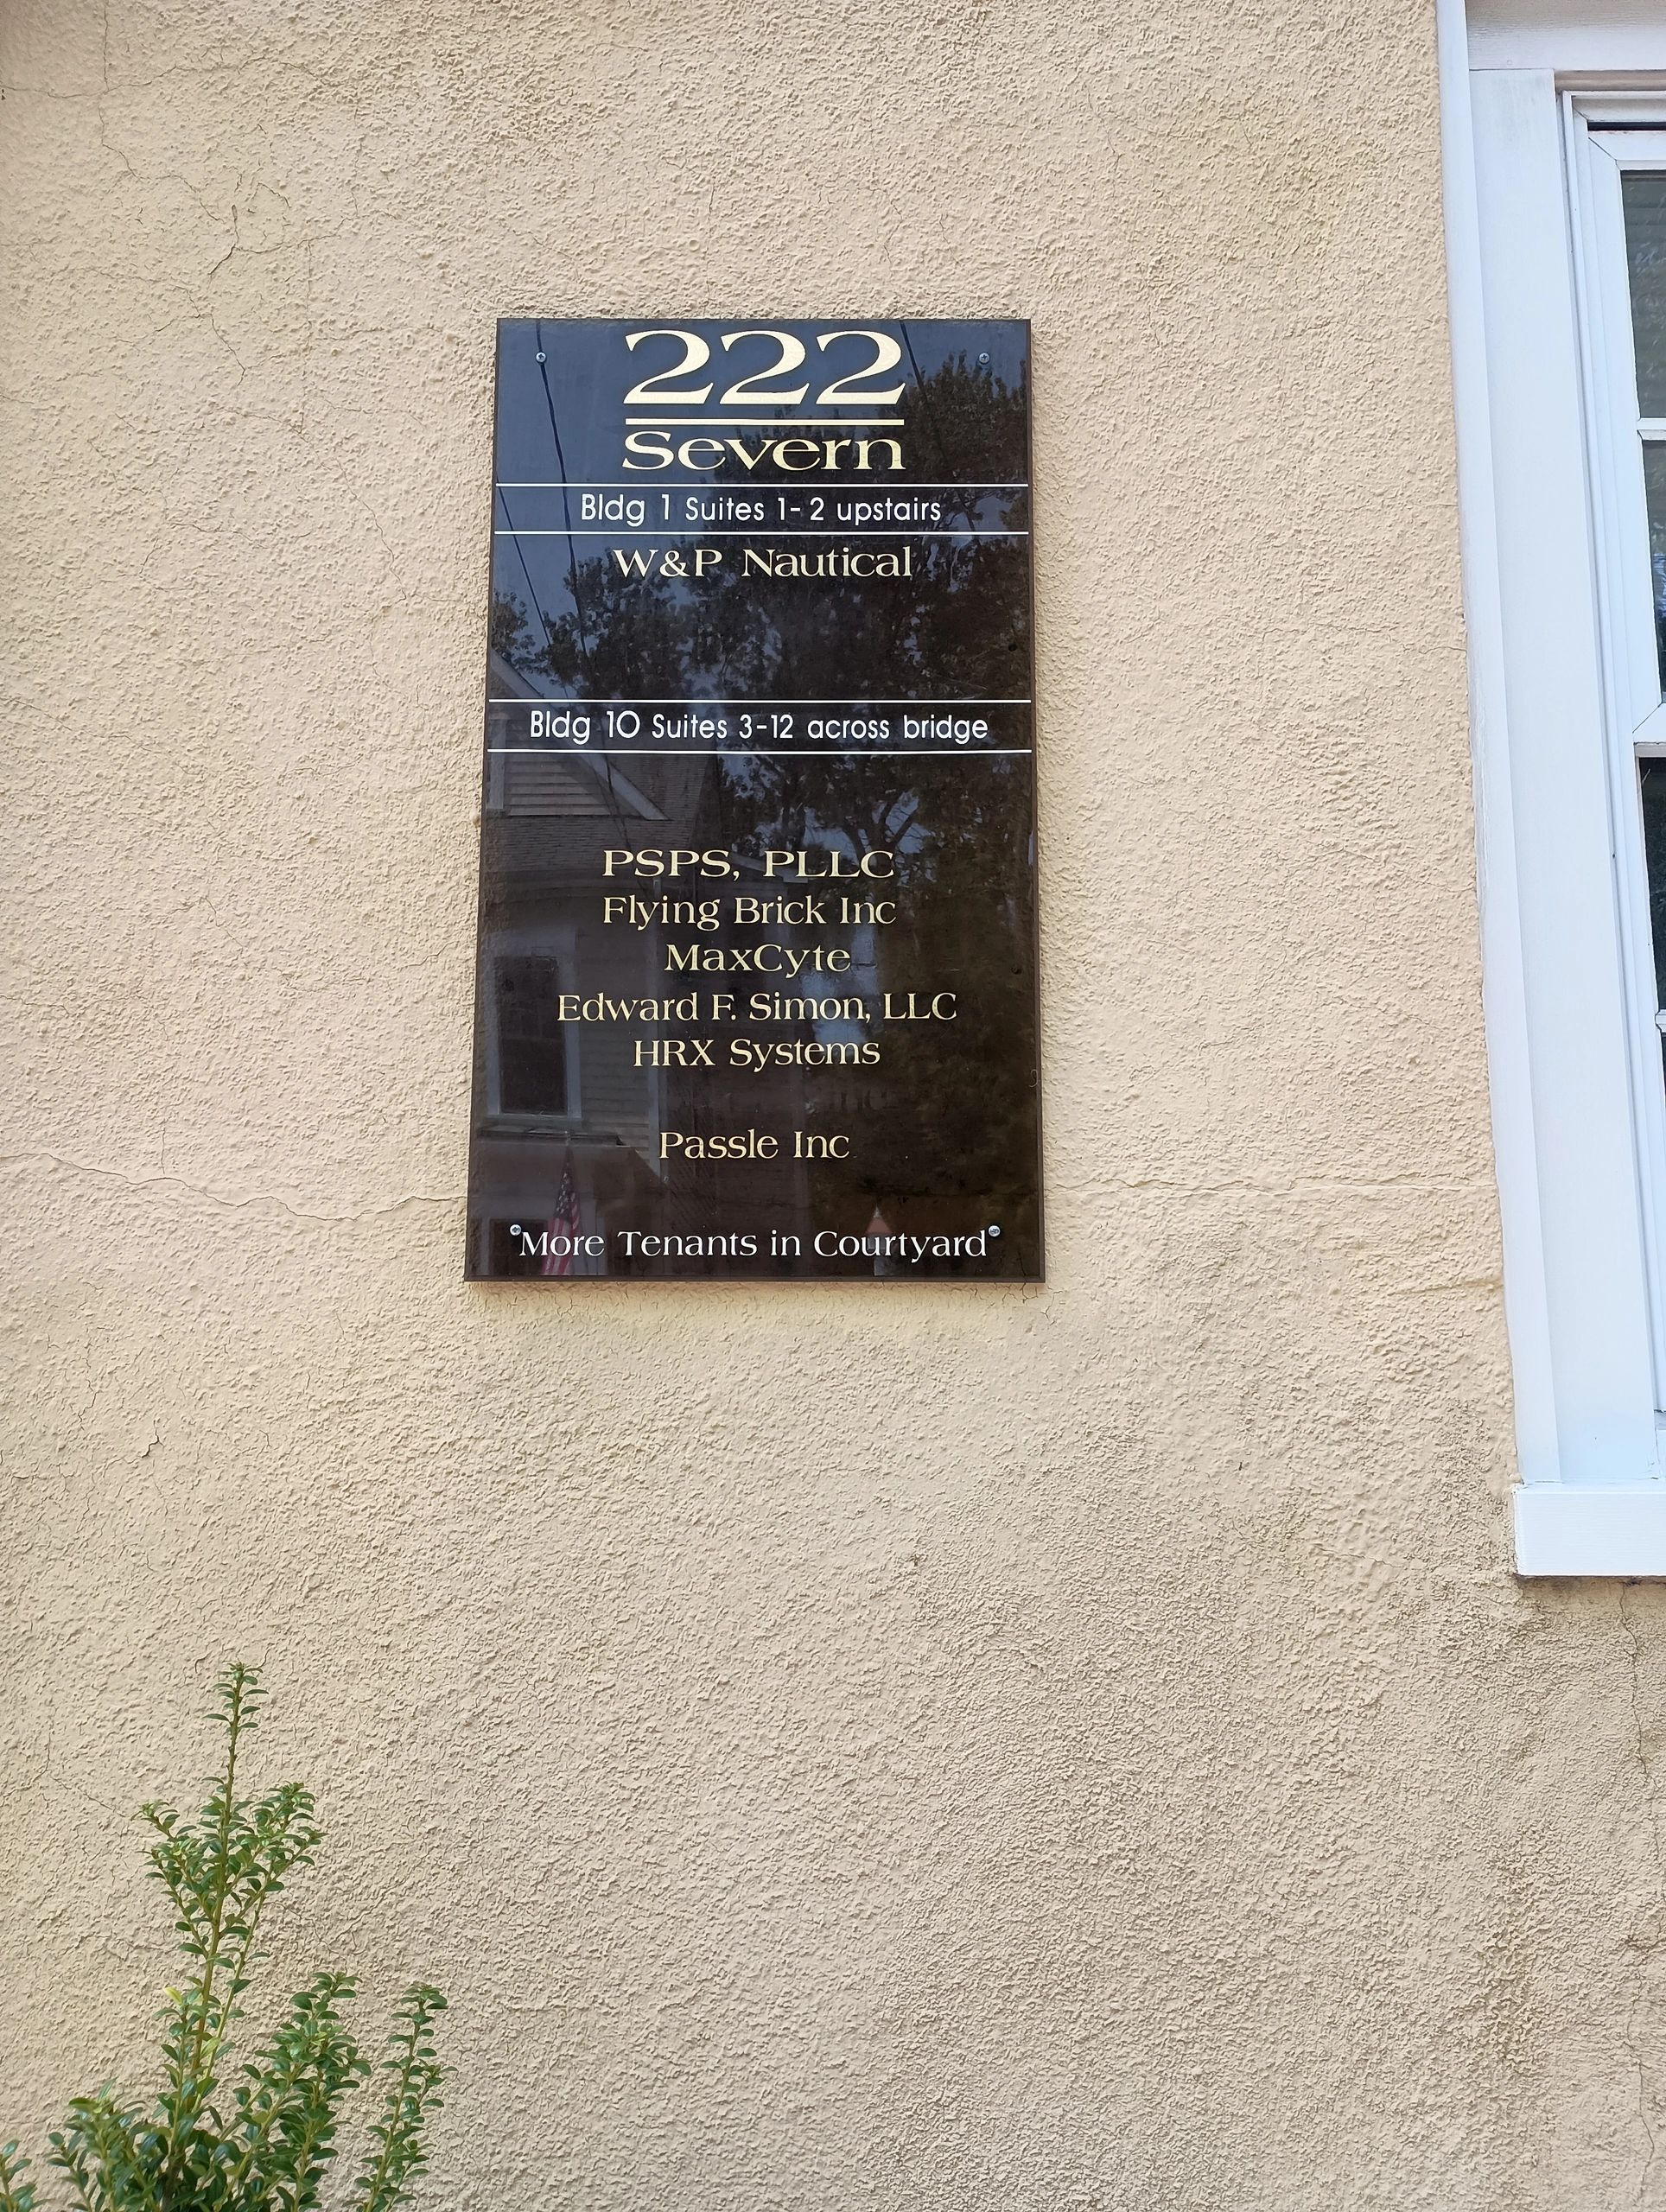 222
Severn
Bldg 1 Suites 1-2 upstairs
W&P Nautical
Bldg 10 Suites 3-12 across bridge
PSPS, PLLC
Flying Brick Inc
MaxCyte
Edward F. Simon, LLC
HRX Systems
Passle Inc
More Tenants in Courtyard